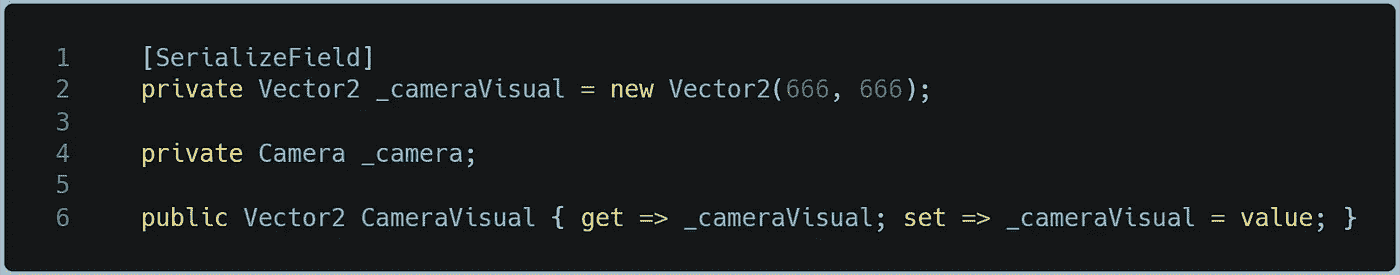 1 [SerializeField]
2 private Vector2 _cameraVisual = new Vector2(666, 666);
3
4 private Camera _camera;
5
6 public Vector2 CameraVisual { get => _cameraVisual; set => _cameraVisual = value; }